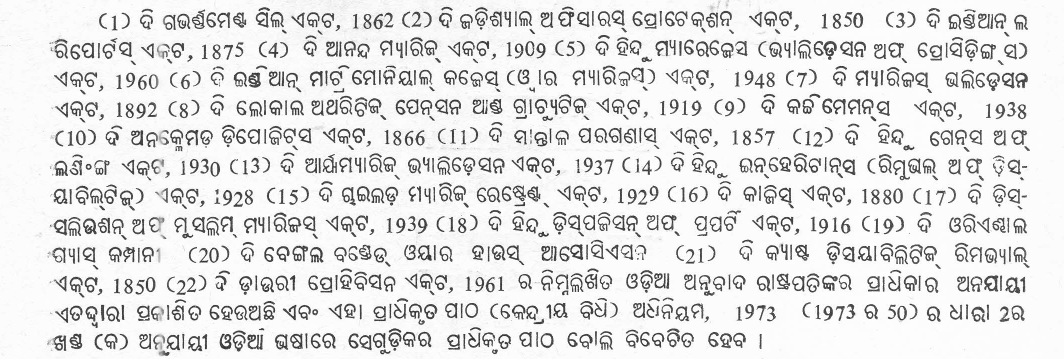 (1) ଦି ଗଭର୍ଣ୍ଣମେଣ୍ଟ ସିଲ୍ ଏକ୍ଟ, 1862 (2) ଦି ଜଡ଼ିଶ୍ୟାଲ ଅଫିସାରସ୍ ପ୍ରୋଟେକ୍‌ଶନ୍ ଏକ୍ଟ, 1850 (3) ଦି ଇଣ୍ଡିଆନ୍ ଲ
ରିପୋର୍ଟସ୍ ଏକ୍ଟ, 1875 (4) ଦି ଆନନ୍ଦ ମ୍ୟାରିଜ୍ ଏକ୍ଟ, 1909 (5) ଦି ହିନ୍ଦୁ ମ୍ୟାରେଜ୍ସେ (ଭ୍ୟାଲିଡ଼େସନ ଅଫ୍ ପ୍ରୋସିଡ଼ିଙ୍ଗ୍ସ)
ଏକ୍ଟ, 1960 (6) ଦି ଇଣ୍ଡିଆନ୍ ମାଟ୍ରିମୋନିୟାଲ୍ କଜେସ୍ (ଓ୍ୱାର ମ୍ୟାରିଜସ୍) ଏକ୍ଟ, 1948 (7) ଦି ମ୍ୟାରିଜସ୍ ଭଲିଡ଼େସନ
ଏକ୍ଟ, 1892 (8) ଦି ଲୋକାଲ ଅଥରିଟିଜ୍ ପେନ୍‌ସନ ଆଣ୍ଡ ଗ୍ରାଚ୍ୟୁଟିଜ୍ ଏକ୍ଟ, 1919 (9) ଦି କଚ୍ଚିମେମନ୍ସ ଏକ୍ଟ, 1938
(10) ଦି ଅନକ୍ଳେମଡ଼ ଡ଼ିପୋଜିଟ୍ସ ଏକ୍ଟ, 1866 (11) ଦି ସାନ୍ତାଳ ପରଗଣାସ୍ ଏକ୍ଟ, 1857 (12) ଦି ହିନ୍ଦୁ ଗେନ୍‌ସ ଅଫ୍
ଲଣିଂଙ୍ଗ ଏକ୍ଟ, 1930 (13) ଦି ଆର୍ଯ୍ୟମ୍ୟାରିଜ୍ ଭ୍ୟାଲିଡ଼େସନ ଏକ୍ଟ, 1937 (14) ଦି ହିନ୍ଦୁ ଇନ୍‌ହେରିଟାନ୍ସ (ରିମୁଭଲ୍ ଅଫ୍ ଡ଼ିସ୍-
ଯାବିଲ୍‌ଟିଜ୍) ଏକ୍ଟ, 1928 (15) ଦି ଚାଇଲଡ଼ ମ୍ୟାରିଜ୍ ରେଷ୍ଟ୍ରେଣ୍ଟ ଏକ୍ଟ, 1929 (16) ଦି କାଜିସ୍ ଏକ୍ଟ, 1880 (17) ଦି ଡ଼ିସ୍-
ସଲିଉଶନ୍ ଅଫ୍ ମୁସଲିମ୍ ମ୍ୟାରିଜସ୍ ଏକ୍ଟ, 1939 (18) ଦି ହିନ୍ଦୁ ଡ଼ିସ୍‌ପଜିସନ୍ ଅଫ୍ ପ୍ରପର୍ଟି ଏକ୍ଟ, 1916 (19) ଦି ଓରିଏଣ୍ଟାଲ
ଗ୍ୟାସ୍ କମ୍ପାନୀ (20) ଦି ବେଙ୍ଗଲ ବଣ୍ଡେଡ୍ ଓୟାର ହାଉସ୍ ଆସୋସିଏସନ (21) ଦି କ୍ୟାଷ୍ଟ ଡ଼ିସୟାବିଲିଟିଜ୍ ରିମଭ୍ୟାଲ୍
ଏକ୍ଟ, 1850 (22) ଦି ଡ଼ାଉରୀ ପ୍ରୋହିବିସନ ଏକ୍ଟ, 1961 ର ନିମ୍ନଲିଖିତ ଓଡ଼ିଆ ଅନୁବାଦ ରାଷ୍ଟ୍ରପତିଙ୍କର ପ୍ରାଧିକାର ଅନଯାୟୀ
ଏତଦ୍ଦ୍ୱାରା ପ୍ରକାଶିତ ହେଉଅଛି ଏବଂ ଏହା ପ୍ରାଧିକୃତ ପାଠ (କେନ୍ଦ୍ରୀୟ ବିଧି) ଅଧିନିୟମ, 1973 (1973 ର 50) ର ଧାରା 2ର
ଖଣ୍ଡ (କ) ଅନୁଯାୟୀ ଓଡ଼ିଆ ଭାଷାରେ ସେଗୁଡ଼ିକର ପ୍ରାଧିକୃତ ପାଠ ବୋଲି ବିବେଚିତ ହେବ ।